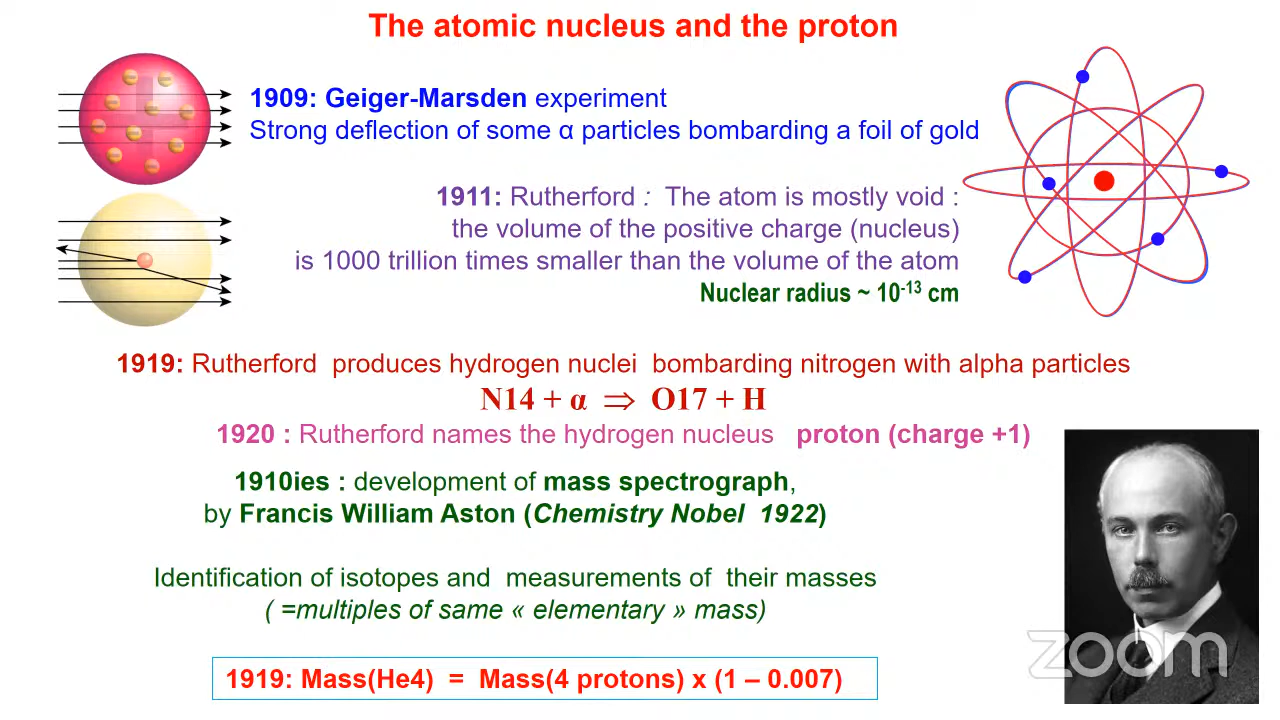 The atomic nucleus and the proton
1909: Geiger-Marsden experiment
Strong deflection of some α particles bombarding a foil of gold
1911: Rutherford : The atom is mostly void :
the volume of the positive charge (nucleus)
is 1000 trillion times smaller than the volume of the atom
Nuclear radius ~ 10⁻¹³ cm
1919: Rutherford produces hydrogen nuclei bombarding nitrogen with alpha particles
N14 + α ⇒ O17 + H
1920 : Rutherford names the hydrogen nucleus proton (charge +1)
1910ies : development of mass spectrograph,
by Francis William Aston (Chemistry Nobel 1922)
Identification of isotopes and measurements of their masses
( =multiples of same « elementary » mass)
1919: Mass(He4) = Mass(4 protons) x (1 – 0.007)
zoom